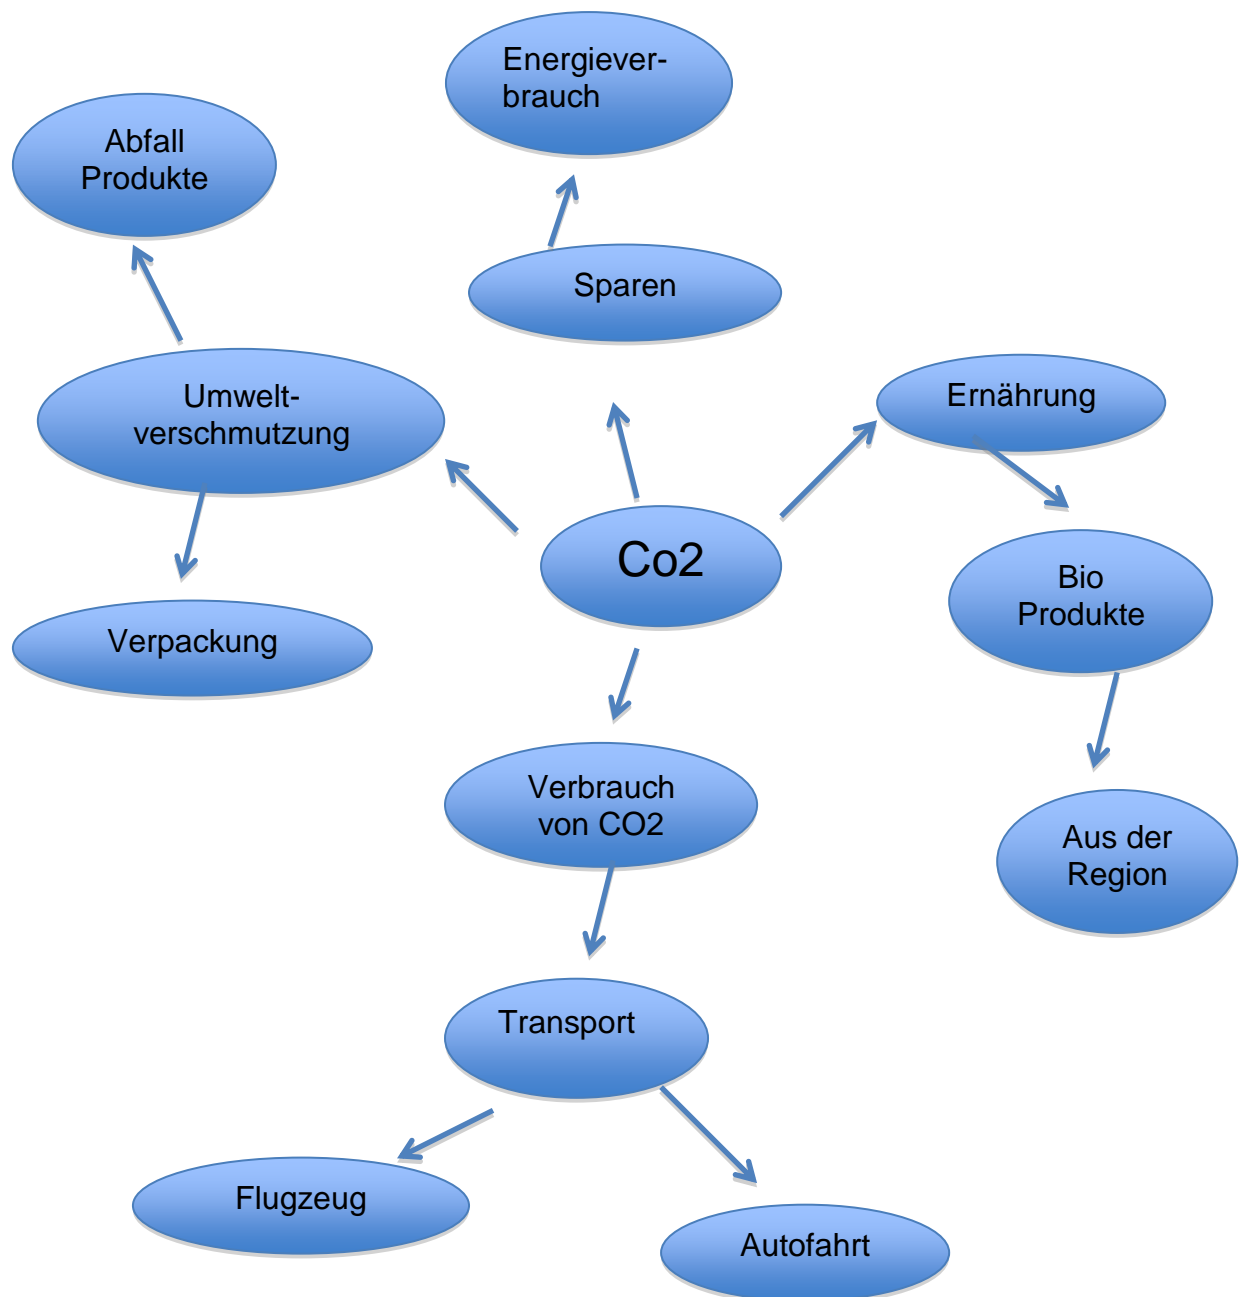 Energiever-
brauch
Abfall
Produkte
Sparen
Umwelt-
verschmutzung
Ernährung
Co2
Bio
Produkte
Verpackung
Verbrauch
von CO2
Aus der
Region
Transport
Flugzeug
Autofahrt